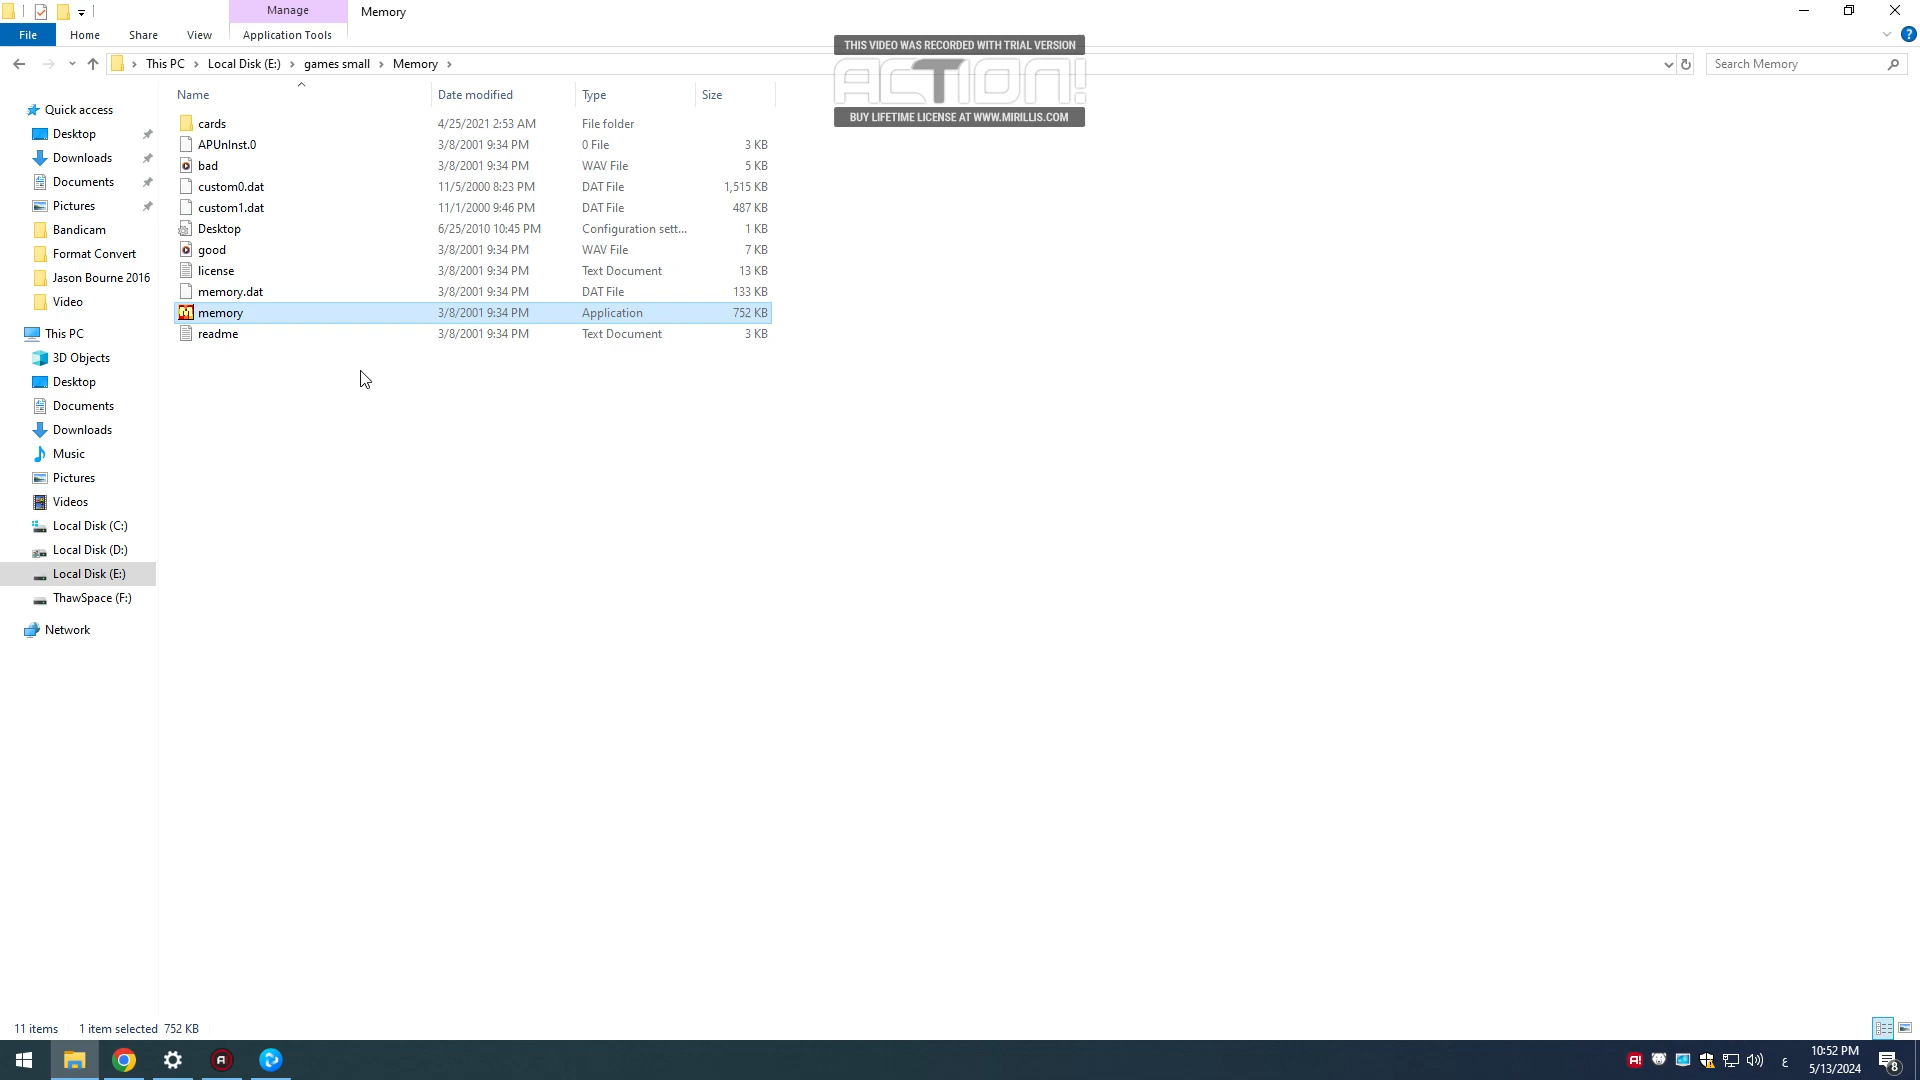 Manage
Memory
File
Home
Share
View
Application Tools
This PC
Local Disk (E:)
games small
Memory
Search Memory
THIS VIDEO WAS RECORDED WITH TRIAL VERSION
ACTION!
BUY LIFETIME LICENSE AT WWW.MIRILLIS.COM
Name Date modified Type Size
cards 4/25/2021 2:53 AM File folder
APUnInst.0 3/8/2001 9:34 PM 0 File 3 KB
bad 3/8/2001 9:34 PM WAV File 5 KB
custom0.dat 11/5/2000 8:23 PM DAT File 1,515 KB
custom1.dat 11/1/2000 9:46 PM DAT File 487 KB
Desktop 6/25/2010 10:45 PM Configuration sett... 1 KB
good 3/8/2001 9:34 PM WAV File 7 KB
license 3/8/2001 9:34 PM Text Document 13 KB
memory.dat 3/8/2001 9:34 PM DAT File 133 KB
memory 3/8/2001 9:34 PM Application 752 KB
readme 3/8/2001 9:34 PM Text Document 3 KB
Quick access
Desktop
Downloads
Documents
Pictures
Bandicam
Format Convert
Jason Bourne 2016
Video
This PC
3D Objects
Desktop
Documents
Downloads
Music
Pictures
Videos
Local Disk (C:)
Local Disk (D:)
Local Disk (E:)
ThawSpace (F:)
Network
11 items 1 item selected 752 KB
ع
10:52 PM
5/13/2024
8